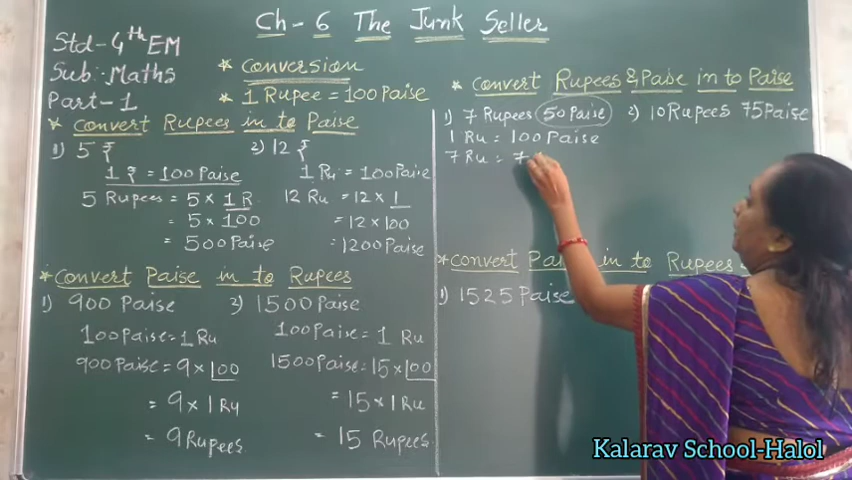 Ch - 6 The Junk Seller
Std - 4th EM
Sub:- Maths
Part - 1
* Conversion
* 1 Rupee = 100 Paise
* Convert Rupees in to Paise
1) 5 ₹
1 ₹ = 100 Paise
5 Rupees = 5 × 1 R
= 5 × 100
= 500 Paise
2) 12 ₹
1 Ru = 100 Paise
12 Ru = 12 × 1
= 12 × 100
= 1200 Paise
* Convert Paise in to Rupees
1) 900 Paise
100 Paise = 1 Ru
900 Paise = 9 × 100
= 9 × 1 Ru
= 9 Rupees
2) 1500 Paise
100 Paise = 1 Ru
1500 Paise = 15 × 100
= 15 × 1 Ru
= 15 Rupees
* Convert Rupees & Paise in to Paise
1) 7 Rupees 50 Paise
1 Ru = 100 Paise
7 Ru = 7
2) 10 Rupees 75 Paise
* Convert Pa in to Rupees
1) 1525 Paise
Kalarav School-Halol